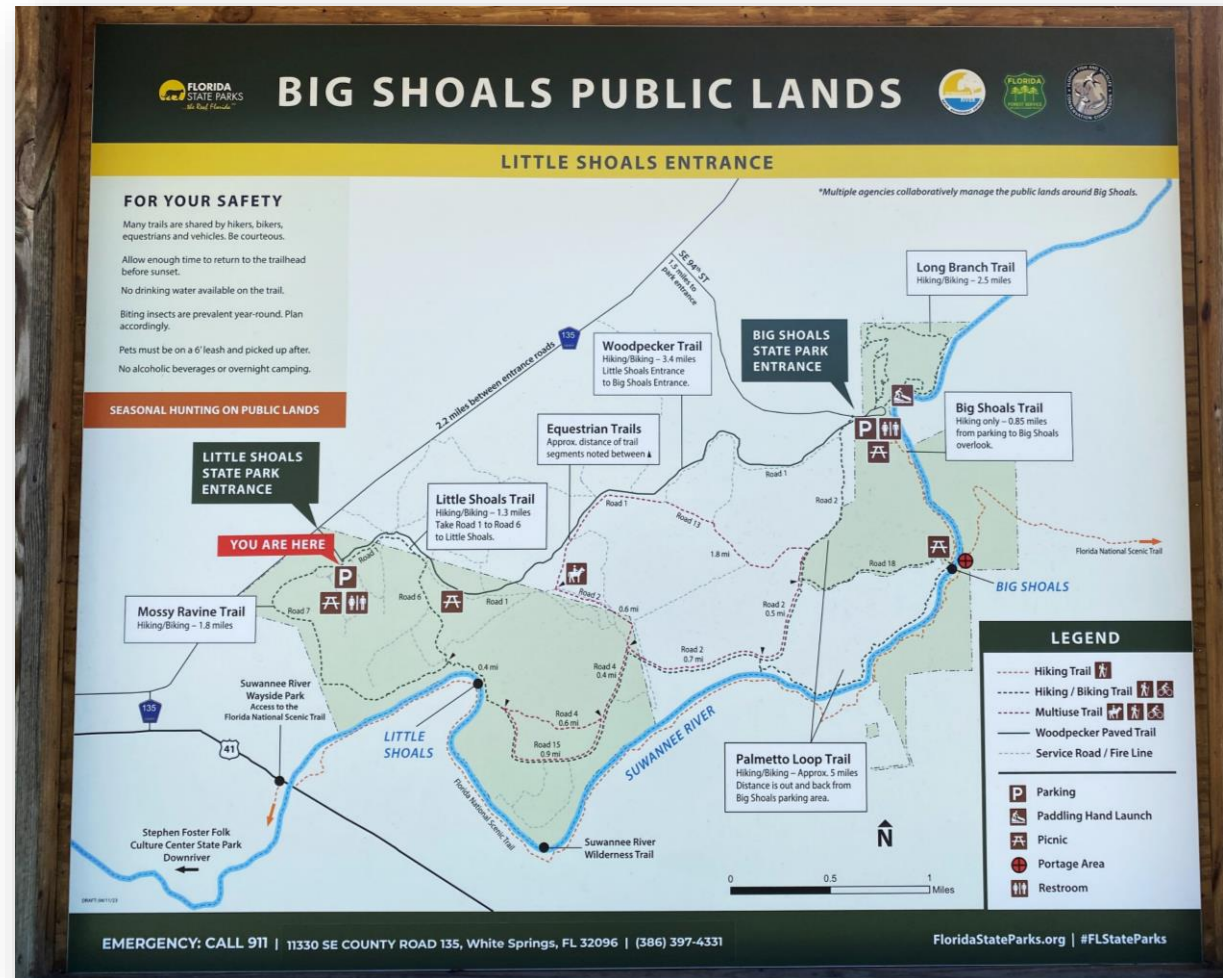 FLORIDA
STATE PARKS
...the Real Florida™
BIG SHOALS PUBLIC LANDS
FLORIDA
FOREST SERVICE
LITTLE SHOALS ENTRANCE
*Multiple agencies collaboratively manage the public lands around Big Shoals.
FOR YOUR SAFETY
Many trails are shared by hikers, bikers,
equestrians and vehicles. Be courteous.
Allow enough time to return to the trailhead
before sunset.
No drinking water available on the trail.
Biting insects are prevalent year-round. Plan
accordingly.
Pets must be on a 6' leash and picked up after.
No alcoholic beverages or overnight camping.
SEASONAL HUNTING ON PUBLIC LANDS
SE 94th ST
1.5 miles to
park entrance
Long Branch Trail
Hiking/Biking – 2.5 miles
135
2.2 miles between entrance roads
Woodpecker Trail
Hiking/Biking – 3.4 miles
Little Shoals Entrance
to Big Shoals Entrance.
BIG SHOALS
STATE PARK
ENTRANCE
P
Big Shoals Trail
Hiking only – 0.85 miles
from parking to Big Shoals
overlook.
Equestrian Trails
Approx. distance of trail
segments noted between ▲
LITTLE SHOALS
STATE PARK
ENTRANCE
Little Shoals Trail
Hiking/Biking – 1.3 miles
Take Road 1 to Road 6
to Little Shoals.
YOU ARE HERE
P
Road 1
Road 2
Road 1
Road 13
1.8 mi
Florida National Scenic Trail
Road
Road 18
BIG SHOALS
Road 7
Road 6
Road 1
Road 2
0.6 mi
Road 2
0.5 mi
Mossy Ravine Trail
Hiking/Biking – 1.8 miles
Road 2
0.7 mi
0.4 mi
Road 4
0.4 mi
Suwannee River
Wayside Park
Access to the
Florida National Scenic Trail
135
41
LITTLE
SHOALS
Road 4
0.6 mi
Road 15
0.9 mi
SUWANNEE RIVER
Florida National Scenic Trail
Palmetto Loop Trail
Hiking/Biking – Approx. 5 miles
Distance is out and back from
Big Shoals parking area.
Stephen Foster Folk
Culture Center State Park
Downriver
Suwannee River
Wilderness Trail
N
0
0.5
1
Miles
LEGEND
Hiking Trail
Hiking / Biking Trail
Multiuse Trail
Woodpecker Paved Trail
Service Road / Fire Line
P Parking
Paddling Hand Launch
Picnic
Portage Area
Restroom
EMERGENCY: CALL 911 | 11330 SE COUNTY ROAD 135, White Springs, FL 32096 | (386) 397-4331
FloridaStateParks.org | #FLStateParks